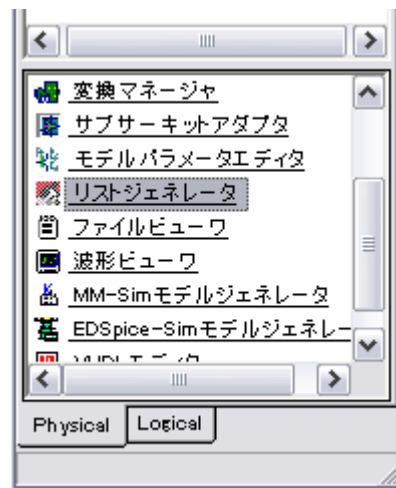 変換マネージャ
サブサーキットアダプタ
モデルパラメータエディタ
リストジェネレータ
ファイルビューワ
波形ビューワ
MM-Simモデルジェネレータ
EDSpice-Simモデルジェネレー
Physical Logical